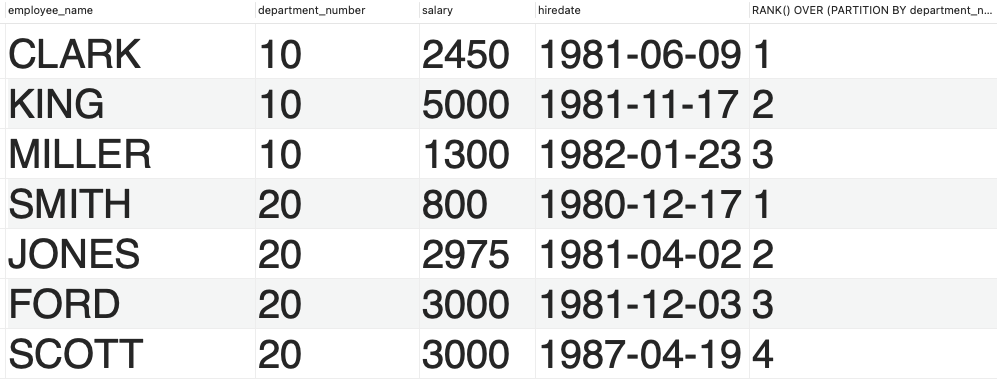 employee_name department_number salary hiredate RANK() OVER (PARTITION BY department_n...
CLARK 10 2450 1981-06-09 1
KING 10 5000 1981-11-17 2
MILLER 10 1300 1982-01-23 3
SMITH 20 800 1980-12-17 1
JONES 20 2975 1981-04-02 2
FORD 20 3000 1981-12-03 3
SCOTT 20 3000 1987-04-19 4